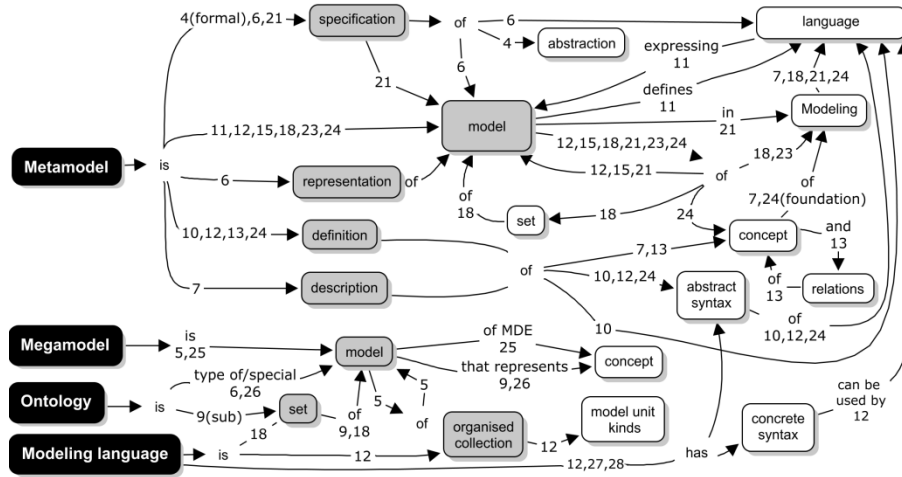 4(formal),6,21
specification
of
6
language
4
abstraction
expressing
11
6
21
7,18,21,24
defines
11
model
in
21
Modeling
11,12,15,18,23,24
12,15,18,21,23,24
Metamodel
is
12,15,21
of
18,23
6
representation
of
of
18
of
7,24(foundation)
set
18
24
concept
and
13
10,12,13,24
definition
7,13
of
10,12,24
of
13
relations
7
description
abstract
syntax
of
10,12,24
10
Megamodel
is
5,25
model
of MDE
25
that represents
9,26
concept
type of/special
6,26
Ontology
is
9(sub)
set
of
9,18
5
5
of
18
organised
collection
12
model unit
kinds
can be
used by
12
concrete
syntax
Modeling language
is
12
has
12,27,28